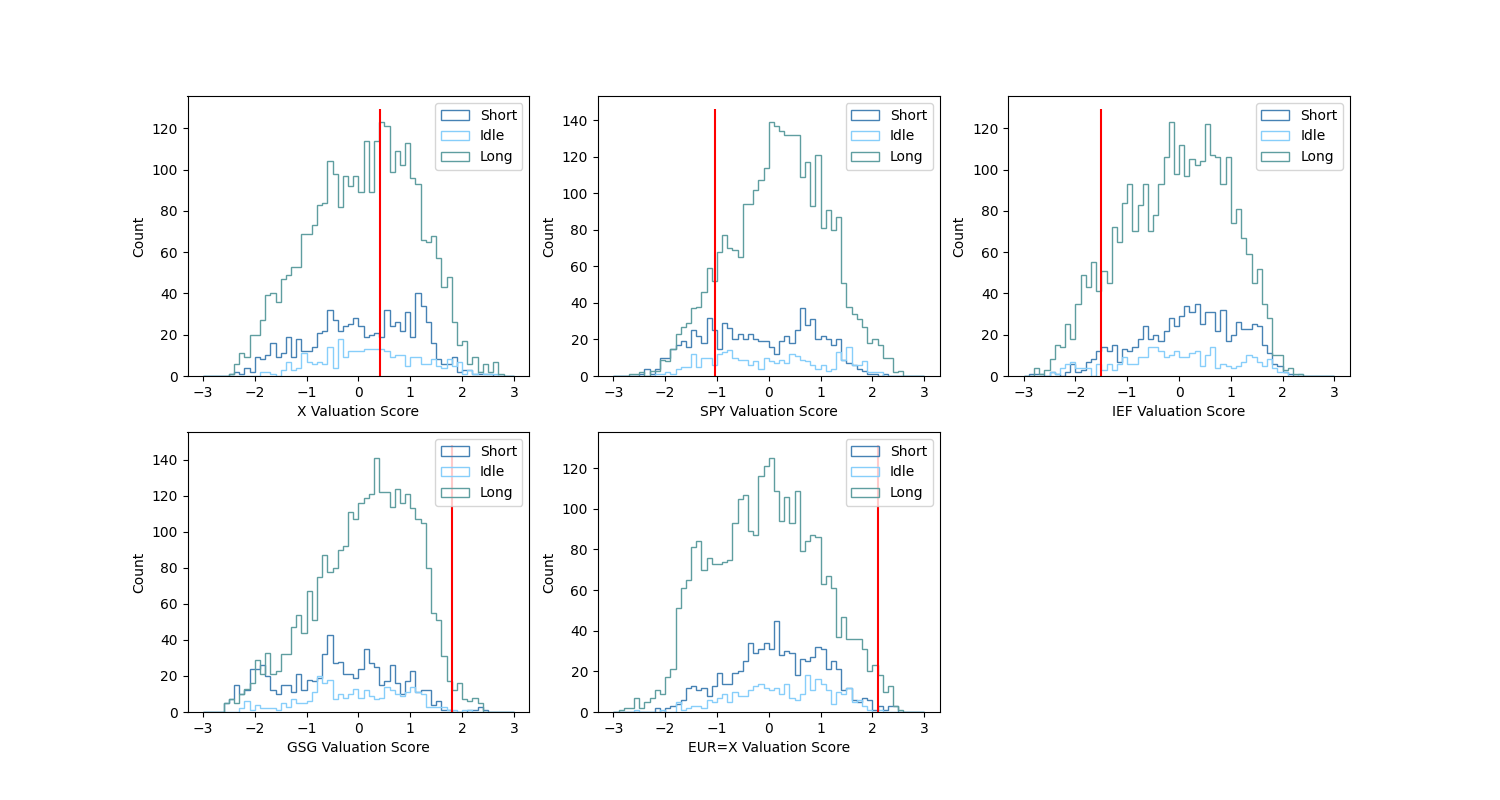 Short
Idle
Long
Count
120
100
80
60
40
20
0
−3 −2 −1 0 1 2 3
X Valuation Score
Short
Idle
Long
Count
140
120
100
80
60
40
20
0
−3 −2 −1 0 1 2 3
SPY Valuation Score
Short
Idle
Long
Count
120
100
80
60
40
20
0
−3 −2 −1 0 1 2 3
IEF Valuation Score
Short
Idle
Long
Count
140
120
100
80
60
40
20
0
−3 −2 −1 0 1 2 3
GSG Valuation Score
Short
Idle
Long
Count
120
100
80
60
40
20
0
−3 −2 −1 0 1 2 3
EUR=X Valuation Score